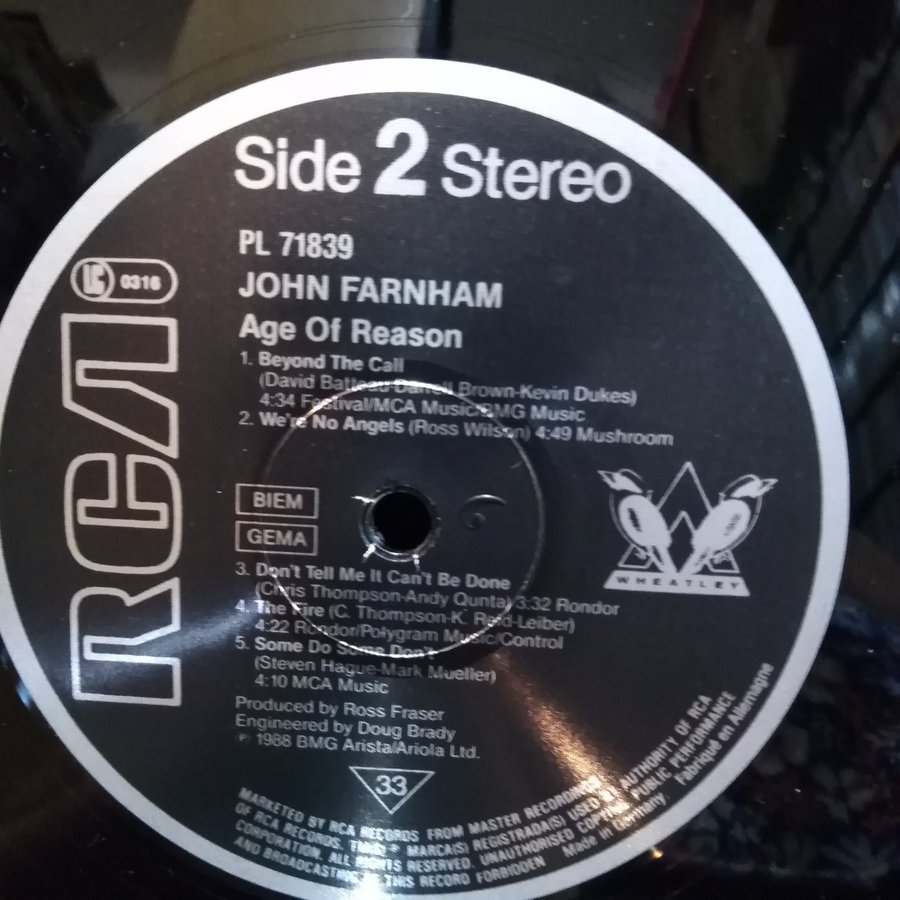 Side 2 Stereo
PL 71839
LC 0316
JOHN FARNHAM
Age Of Reason
RCA
1. Beyond The Call
(David Batteau-Darrell Brown-Kevin Dukes)
4:34 Festival/MCA Music/BMG Music
2. We're No Angels (Ross Wilson) 4:49 Mushroom
BIEM
GEMA
WHEATLEY
3. Don't Tell Me It Can't Be Done
(Chris Thompson-Andy Qunta) 3:32 Rondor
4. The Fire (C. Thompson-K. Reid-Leiber)
4:22 Rondor/Polygram Music/Control
5. Some Do Some Don't
(Steven Hague-Mark Mueller)
4:10 MCA Music
Produced by Ross Fraser
Engineered by Doug Brady
℗ 1988 BMG Arista/Ariola Ltd.
33
MARKETED BY RCA RECORDS FROM MASTER RECORDINGS
OF RCA RECORDS. TMK(S) ® MARCA(S) REGISTRADA(S) USED BY AUTHORITY OF RCA
CORPORATION. ALL RIGHTS RESERVED. UNAUTHORISED COPYING PUBLIC PERFORMANCE
AND BROADCASTING OF THIS RECORD FORBIDDEN Made in Germany Fabriqué en Allemagne